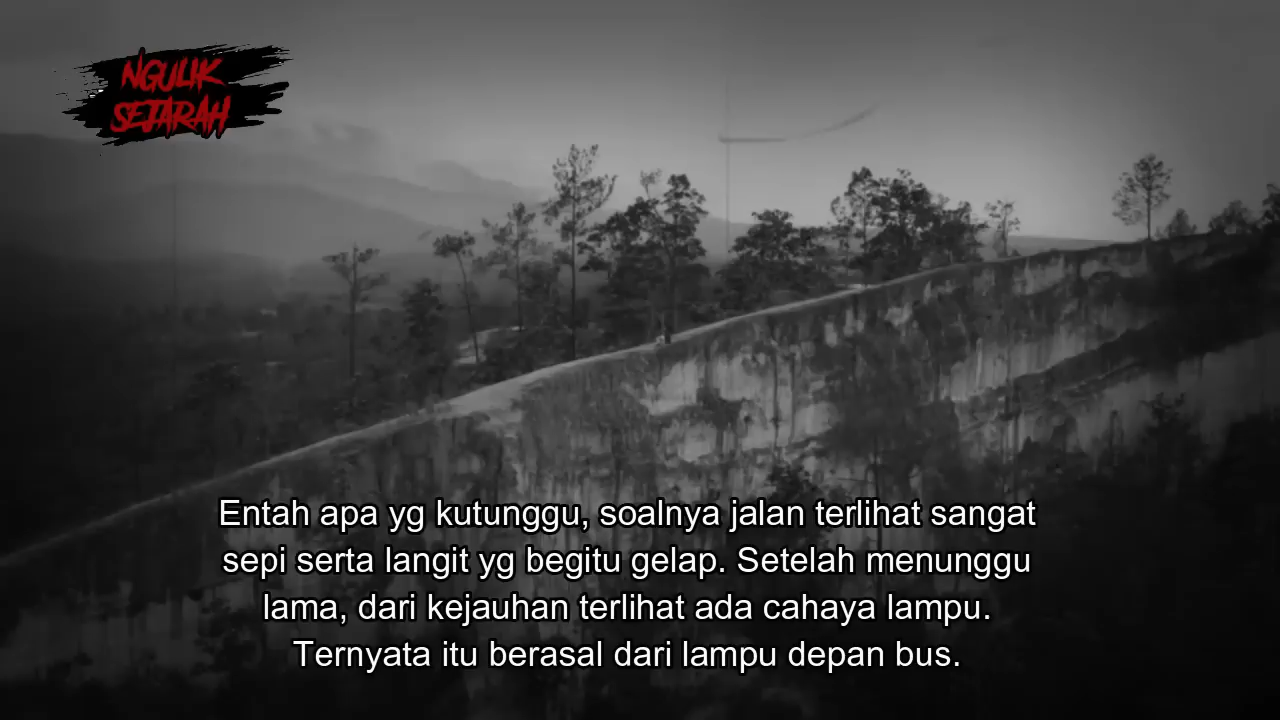 NGULIK
SEJARAH
Entah apa yg kutunggu, soalnya jalan terlihat sangat
sepi serta langit yg begitu gelap. Setelah menunggu
lama, dari kejauhan terlihat ada cahaya lampu.
Ternyata itu berasal dari lampu depan bus.